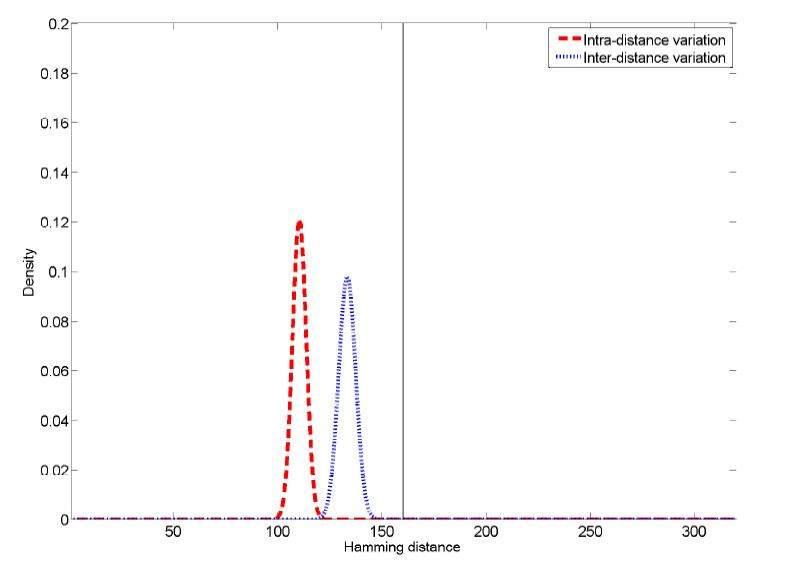 0.2
Intra-distance variation
Inter-distance variation
0.18
0.16
0.14
0.12
0.1
0.08
0.06
0.04
0.02
0
Density
50 100 150 200 250 300
Hamming distance